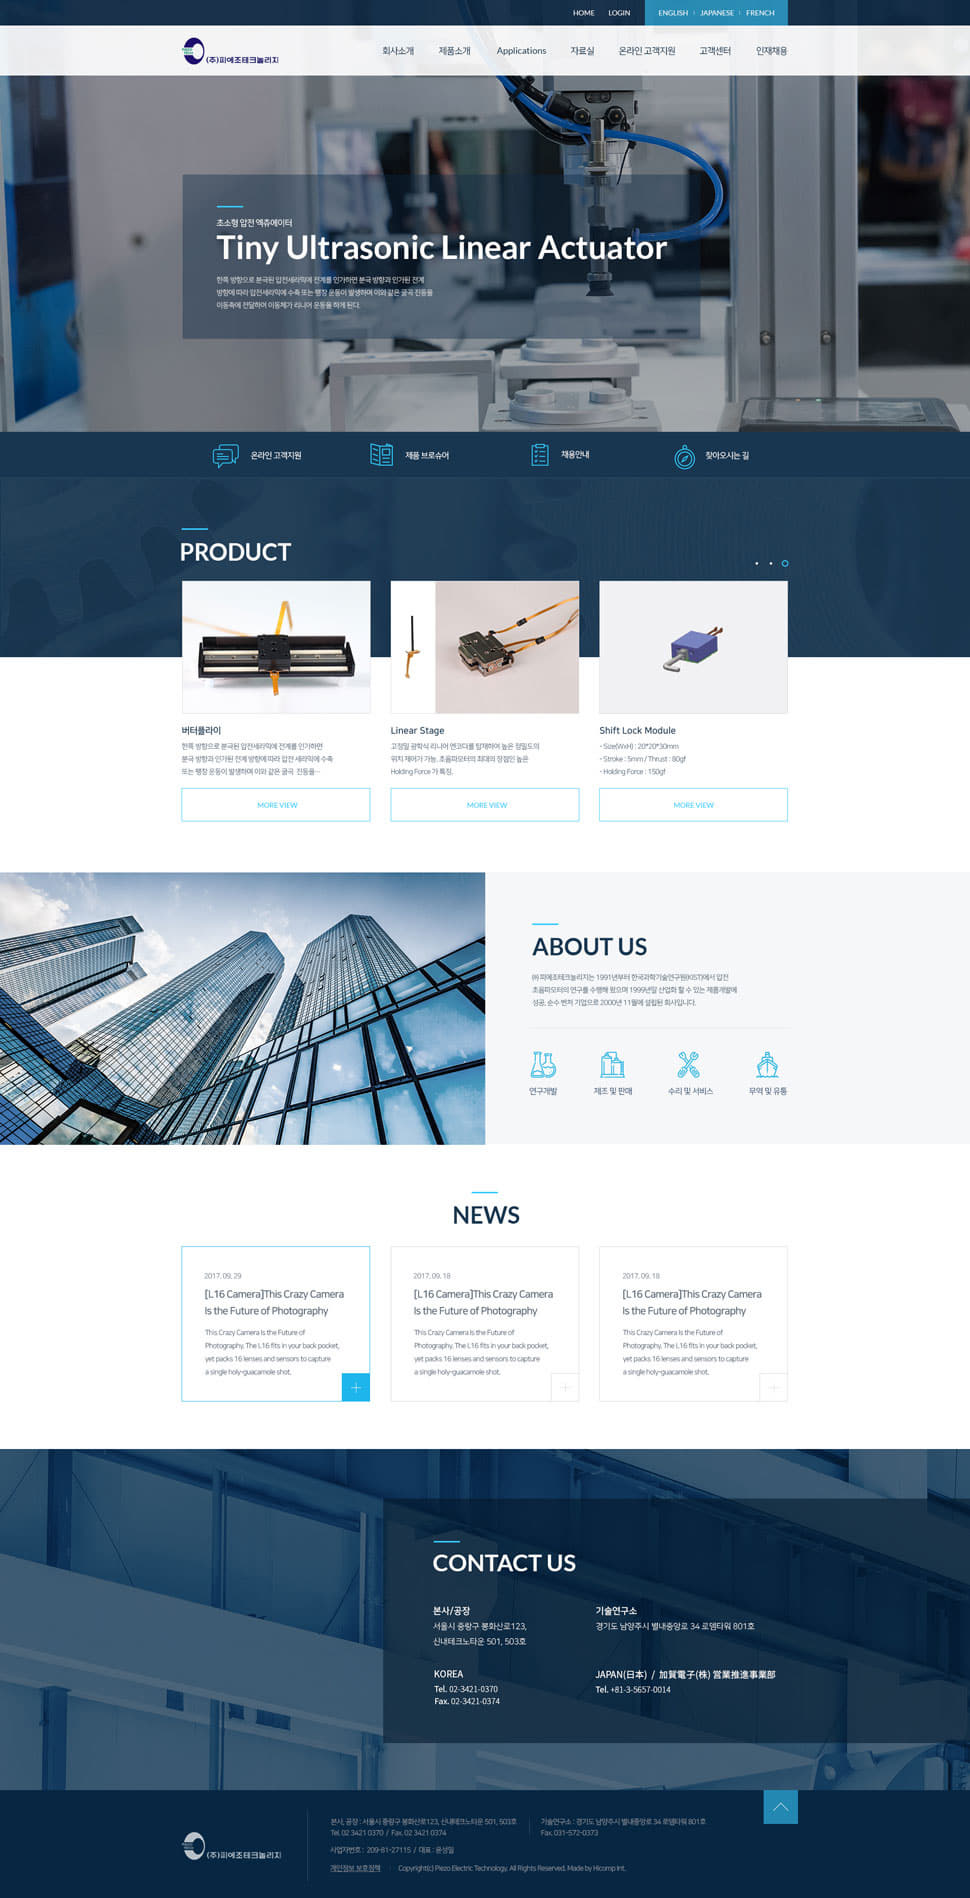 HOME LOGIN ENGLISH JAPANESE FRENCH
(주)피에조테크놀리지
회사소개 제품소개 Applications 자료실 온라인 고객지원 고객센터 인재채용
초소형 압전 엑츄에이터
Tiny Ultrasonic Linear Actuator
한쪽 방향으로 분극된 압전세라믹에 전계를 인가하면 분극 방향과 인가된 전계
방향에 따라 압전세라믹에 수축 또는 팽창 운동이 발생하며 이와 같은 굴곡 진동을
이동축에 전달하여 이동체가 리니어 운동을 하게 된다.
온라인 고객지원 제품 브로슈어 채용안내 찾아오시는 길
PRODUCT
버터플라이
한쪽 방향으로 분극된 압전세라믹에 전계를 인가하면
분극 방향과 인가된 전계 방향에 따라 압전 세라믹에 수축
또는 팽창 운동이 발생하며 이와 같은 굴곡 진동을…
MORE VIEW
Linear Stage
고정밀 광학식 리니어 엔코더를 탑재하여 높은 정밀도의
위치 제어가 가능. 초음파모터의 최대의 장점인 높은
Holding Force 가 특징.
MORE VIEW
Shift Lock Module
- Size(WxH) : 20*20*30mm
- Stroke : 5mm / Thrust : 80gf
- Holding Force : 150gf
MORE VIEW
ABOUT US
㈜ 피에조테크놀리지는 1991년부터 한국과학기술연구원(KIST)에서 압전
초음파모터의 연구를 수행해 왔으며 1999년말 산업화 할 수 있는 제품개발에
성공, 순수 벤처 기업으로 2000년 11월에 설립된 회사입니다.
연구개발 제조 및 판매 수리 및 서비스 무역 및 유통
NEWS
2017. 09. 29
[L16 Camera]This Crazy Camera
Is the Future of Photography
This Crazy Camera Is the Future of
Photography. The L16 fits in your back pocket,
yet packs 16 lenses and sensors to capture
a single holy-guacamole shot.
2017. 09. 18
[L16 Camera]This Crazy Camera
Is the Future of Photography
This Crazy Camera Is the Future of
Photography. The L16 fits in your back pocket,
yet packs 16 lenses and sensors to capture
a single holy-guacamole shot.
2017. 09. 18
[L16 Camera]This Crazy Camera
Is the Future of Photography
This Crazy Camera Is the Future of
Photography. The L16 fits in your back pocket,
yet packs 16 lenses and sensors to capture
a single holy-guacamole shot.
CONTACT US
본사/공장
서울시 중랑구 봉화산로123,
신내테크노타운 501, 503호
기술연구소
경기도 남양주시 별내중앙로 34 로뎀타워 801호
KOREA
Tel. 02-3421-0370
Fax. 02-3421-0374
JAPAN(日本) / 加賀電子(株) 営業推進事業部
Tel. +81-3-5657-0014
(주)피에조테크놀리지
본사, 공장 : 서울시 중랑구 봉화산로123, 신내테크노타운 501, 503호
Tel. 02 3421 0370 / Fax. 02 3421 0374
기술연구소 : 경기도 남양주시 별내중앙로 34 로뎀타워 801호
Fax. 031-572-0373
사업자번호 : 209-81-27115 / 대표 : 윤성일
개인정보 보호정책 Copyright(c) Piezo Electric Technology. All Rights Reserved. Made by Hicomp Int.